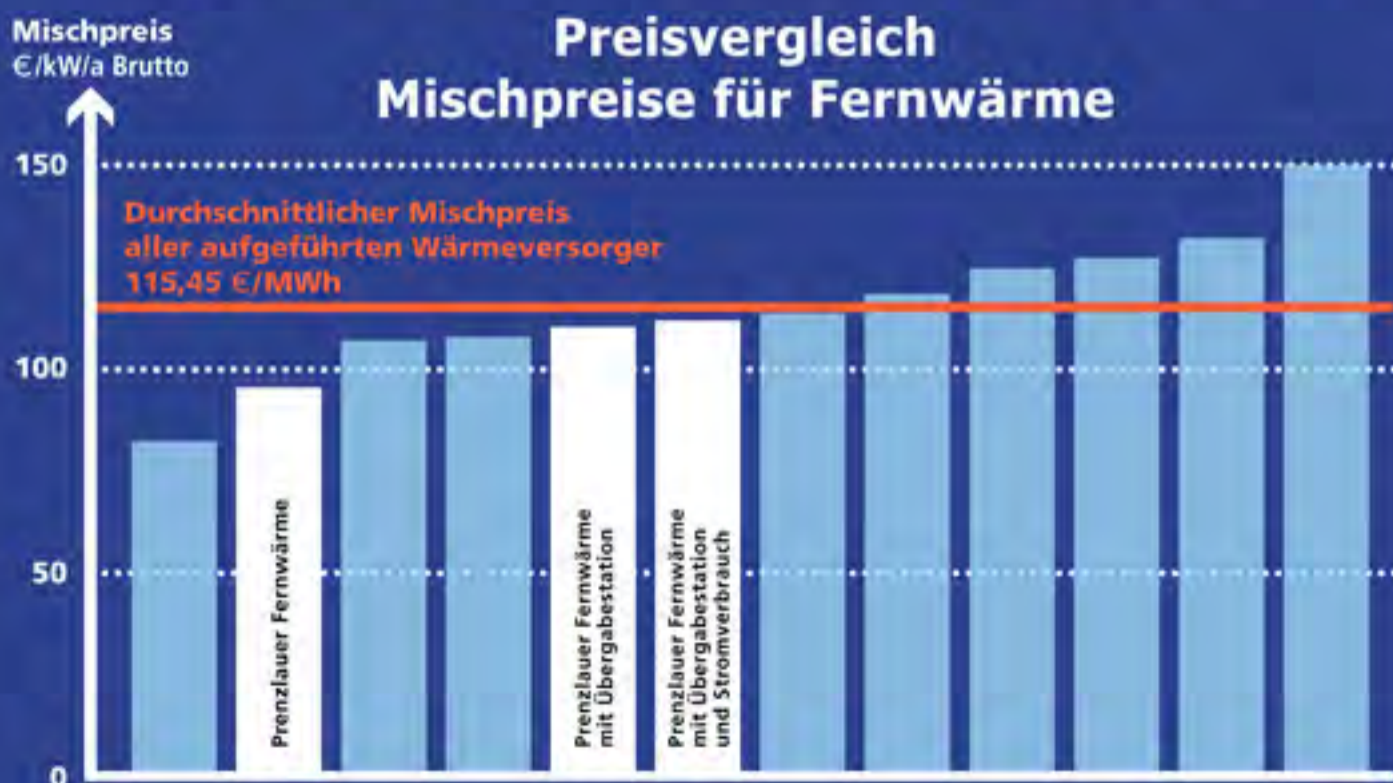 Mischpreis
€/kW/a Brutto
Preisvergleich
Mischpreise für Fernwärme
150
Durchschnittlicher Mischpreis
aller aufgeführten Wärmeversorger
115,45 €/MWh
100
50
0
Prenzlauer Fernwärme
Prenzlauer Fernwärme
mit Übergabestation
Prenzlauer Fernwärme
mit Übergabestation
und Stromverbrauch